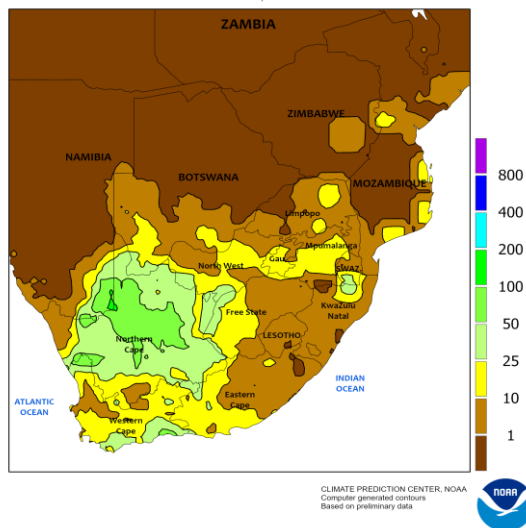 ZAMBIA
ZIMBABWE
NAMIBIA
BOTSWANA
MOZAMBIQUE
Limpopo
Mpumalanga
Gau.
North West
SWAZ.
Free State
KwaZulu
Natal
LESOTHO
Northern
Cape
Eastern
Cape
Western
Cape
ATLANTIC
OCEAN
INDIAN
OCEAN
800
400
200
100
50
25
10
1
CLIMATE PREDICTION CENTER, NOAA
Computer generated contours
Based on preliminary data
NOAA